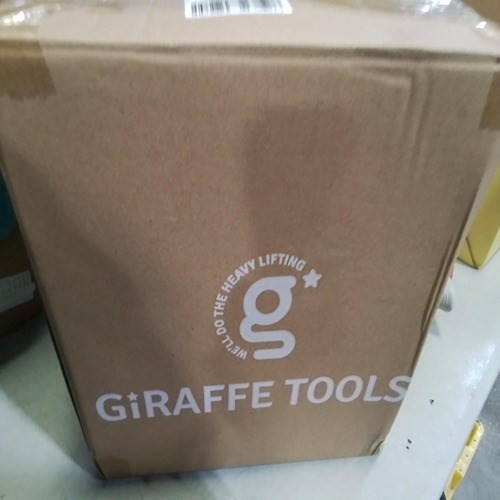 WE'LL DO THE HEAVY LIFTING
g
GiRAFFE TOOLS